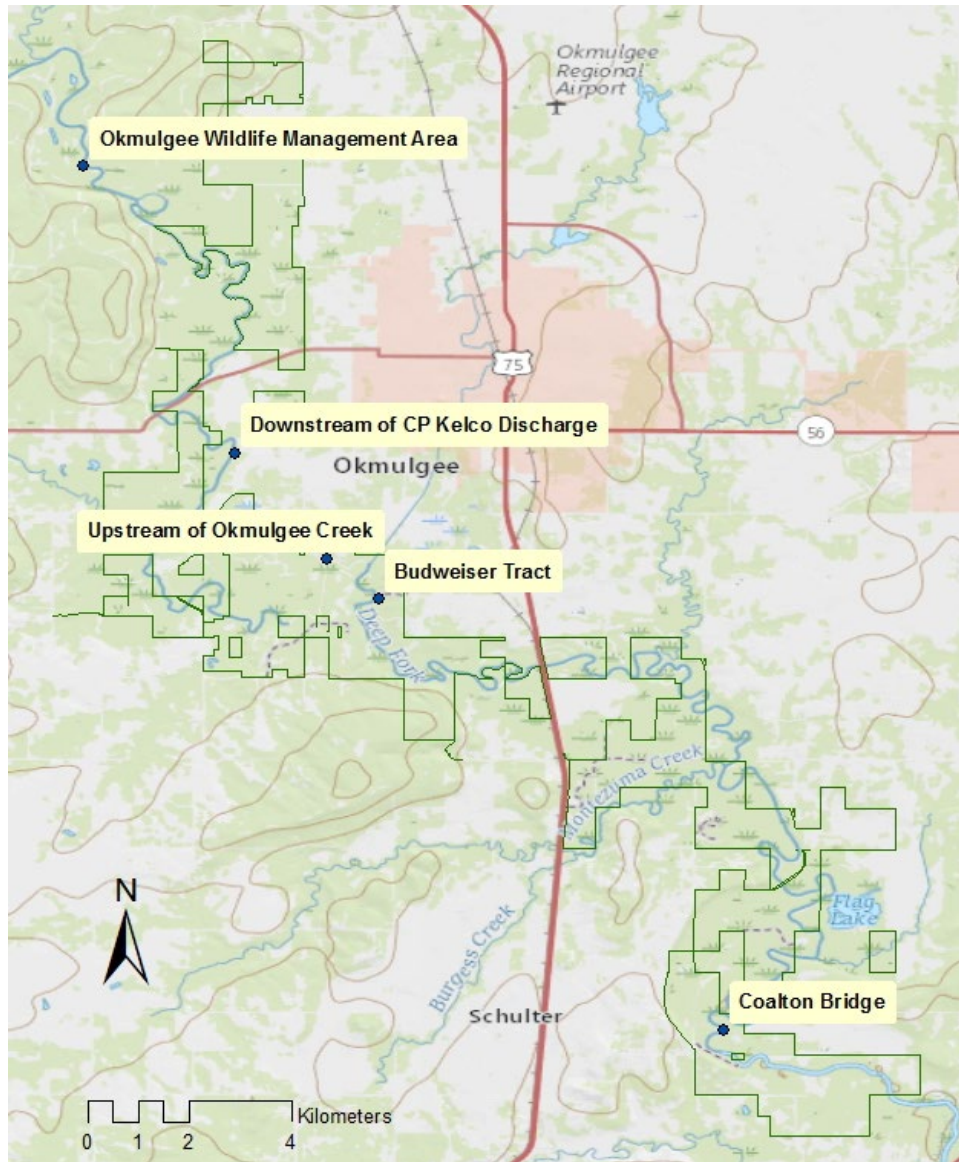 Okmulgee
Regional
Airport
Okmulgee Wildlife Management Area
75
Downstream of CP Kelco Discharge
56
Okmulgee
Upstream of Okmulgee Creek
Budweiser Tract
Deep Fork
Montezuma Creek
Flag
Lake
Burgess Creek
Coalton Bridge
Schulter
N
Kilometers
0 1 2 4